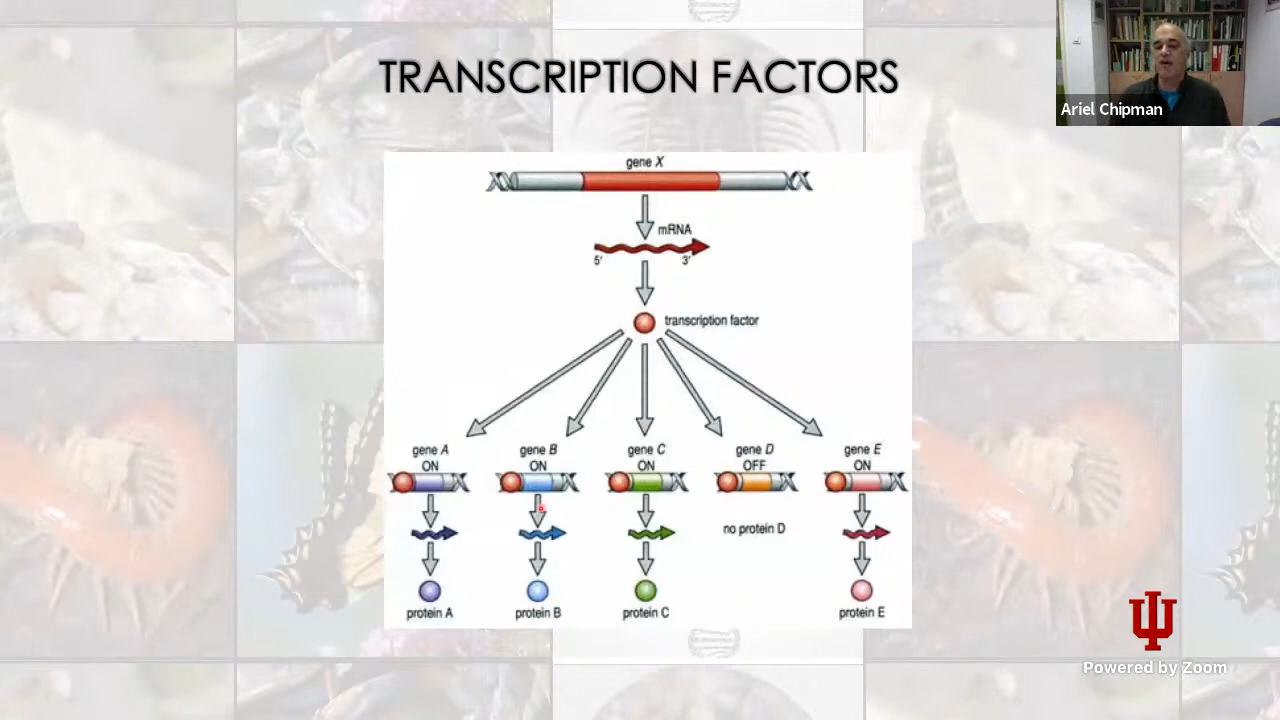 TRANSCRIPTION FACTORS
Ariel Chipman
gene X
mRNA
5' 3'
transcription factor
gene A gene B gene C gene D gene E
ON ON ON OFF ON
no protein D
protein A protein B protein C protein E
Powered by Zoom